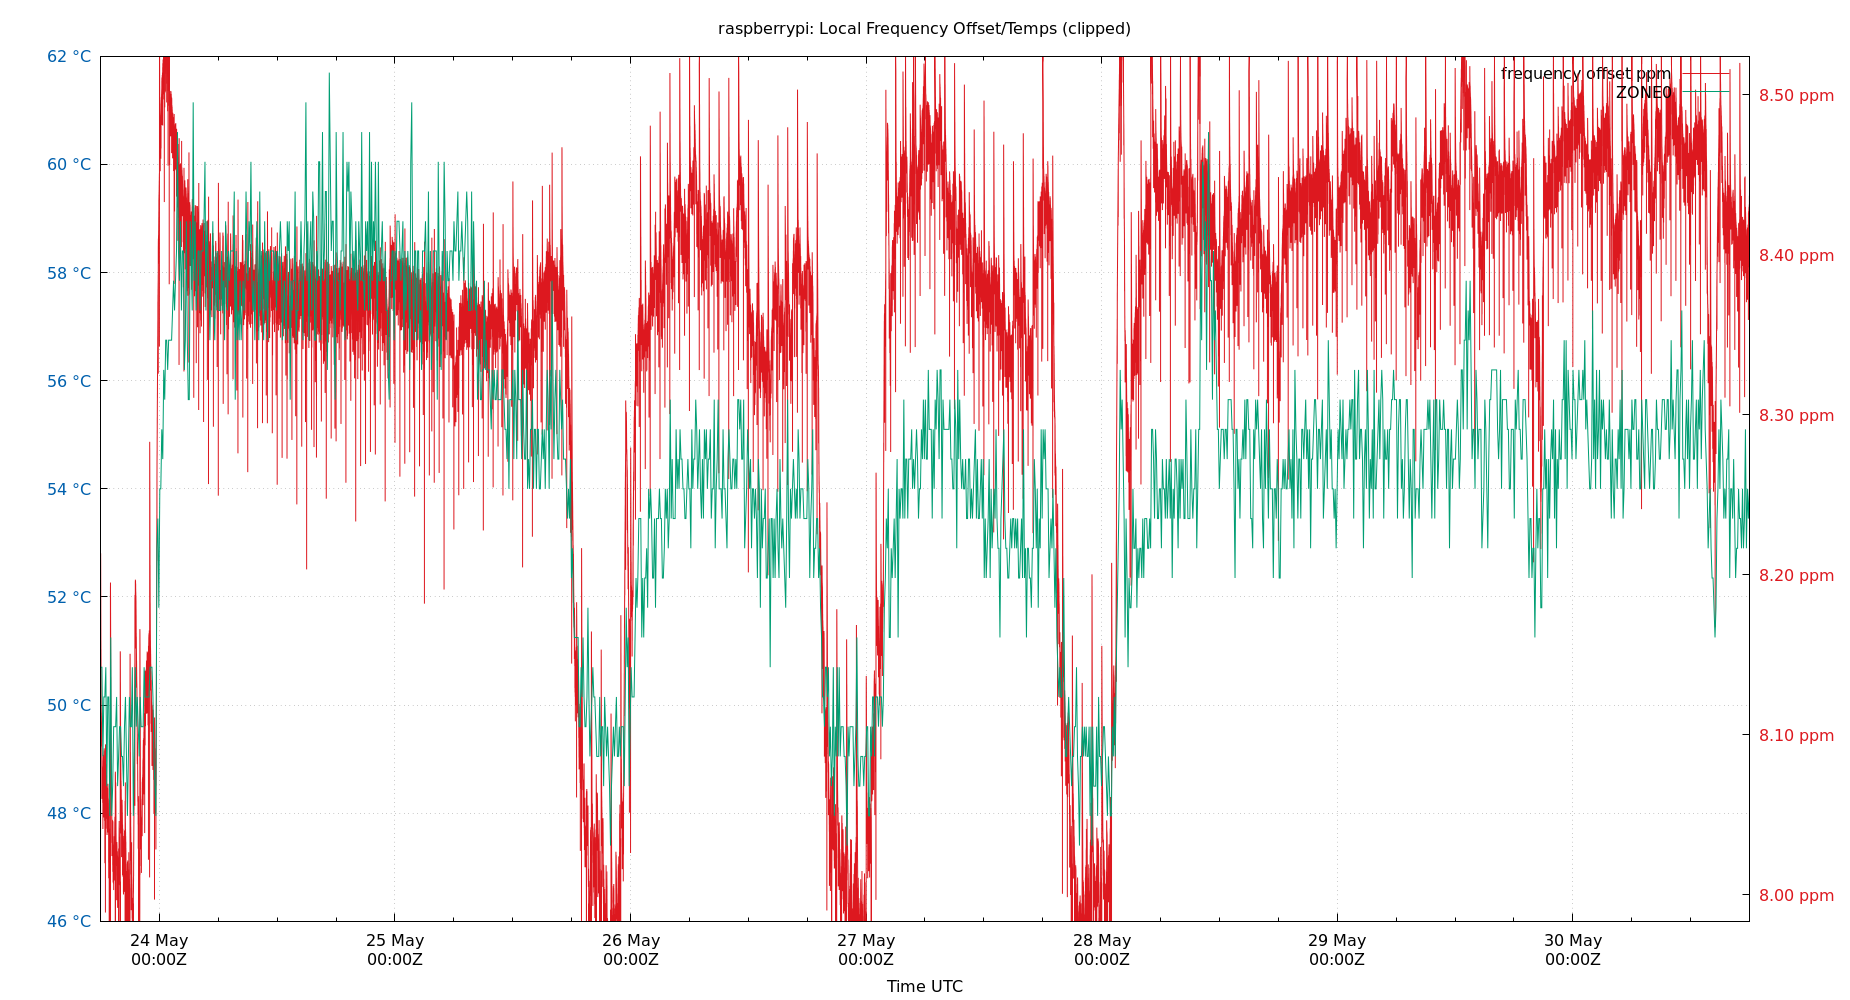 raspberrypi: Local Frequency Offset/Temps (clipped)
62 °C
60 °C
58 °C
56 °C
54 °C
52 °C
50 °C
48 °C
46 °C
frequency offset ppm
ZONE0
8.50 ppm
8.40 ppm
8.30 ppm
8.20 ppm
8.10 ppm
8.00 ppm
24 May
00:00Z
25 May
00:00Z
26 May
00:00Z
27 May
00:00Z
28 May
00:00Z
29 May
00:00Z
30 May
00:00Z
Time UTC